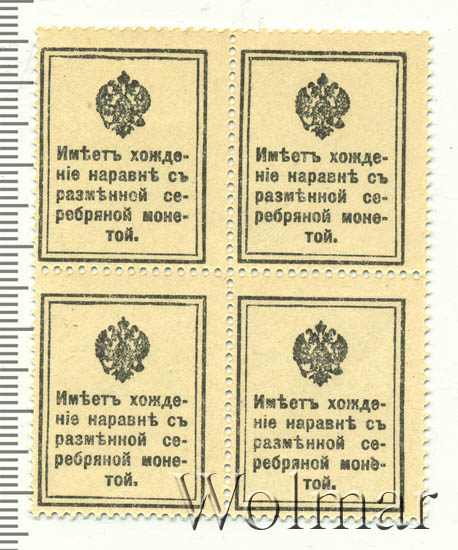 Имѣетъ хожде-
ніе наравнѣ съ
размѣнной се-
ребряной моне-
той.
Имѣетъ хожде-
ніе наравнѣ съ
размѣнной се-
ребряной моне-
той.
Имѣетъ хожде-
ніе наравнѣ съ
размѣнной се-
ребряной моне-
той.
Имѣетъ хожде-
ніе наравнѣ съ
размѣнной се-
ребряной моне-
той.
Wolmar